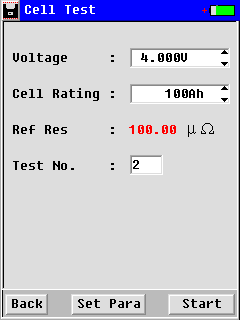 Cell Test
Voltage : 4.000V
Cell Rating : 100Ah
Ref Res : 100.00 μΩ
Test No. : 2
Back Set Para Start